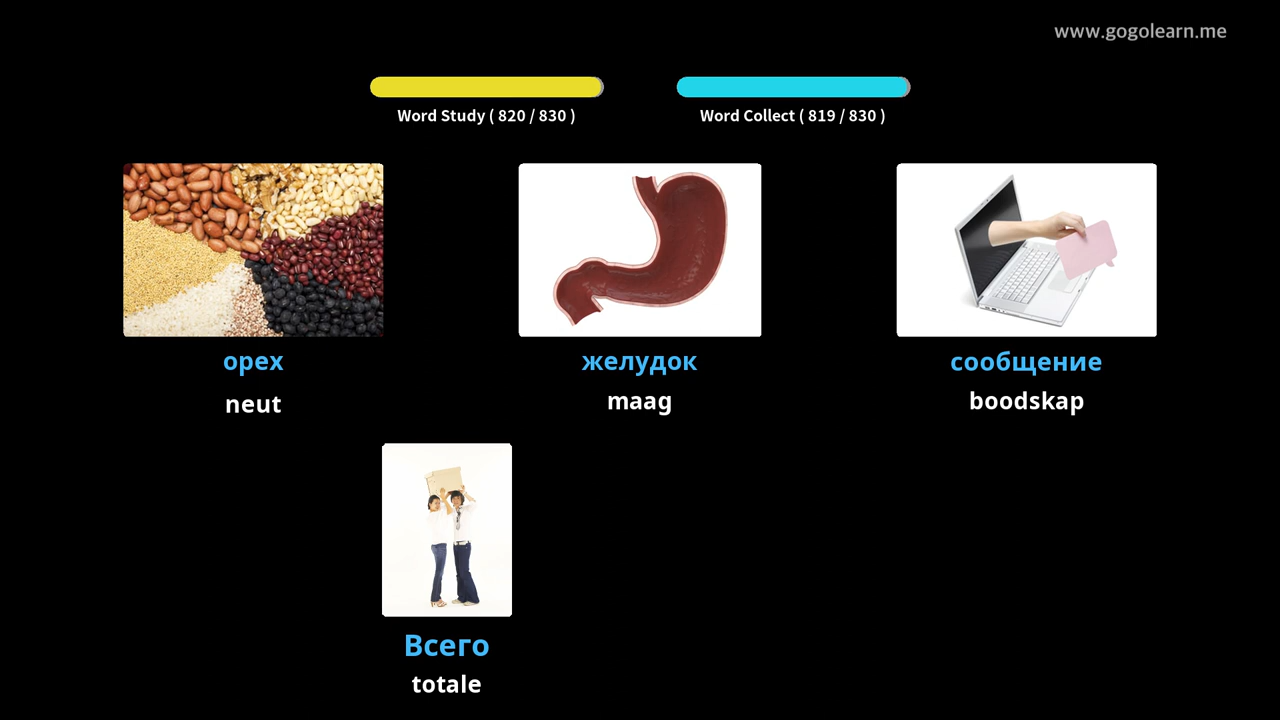 www.gogolearn.me
Word Study ( 820 / 830 )
Word Collect ( 819 / 830 )
орех
желудок
сообщение
neut
maag
boodskap
Всего
totale